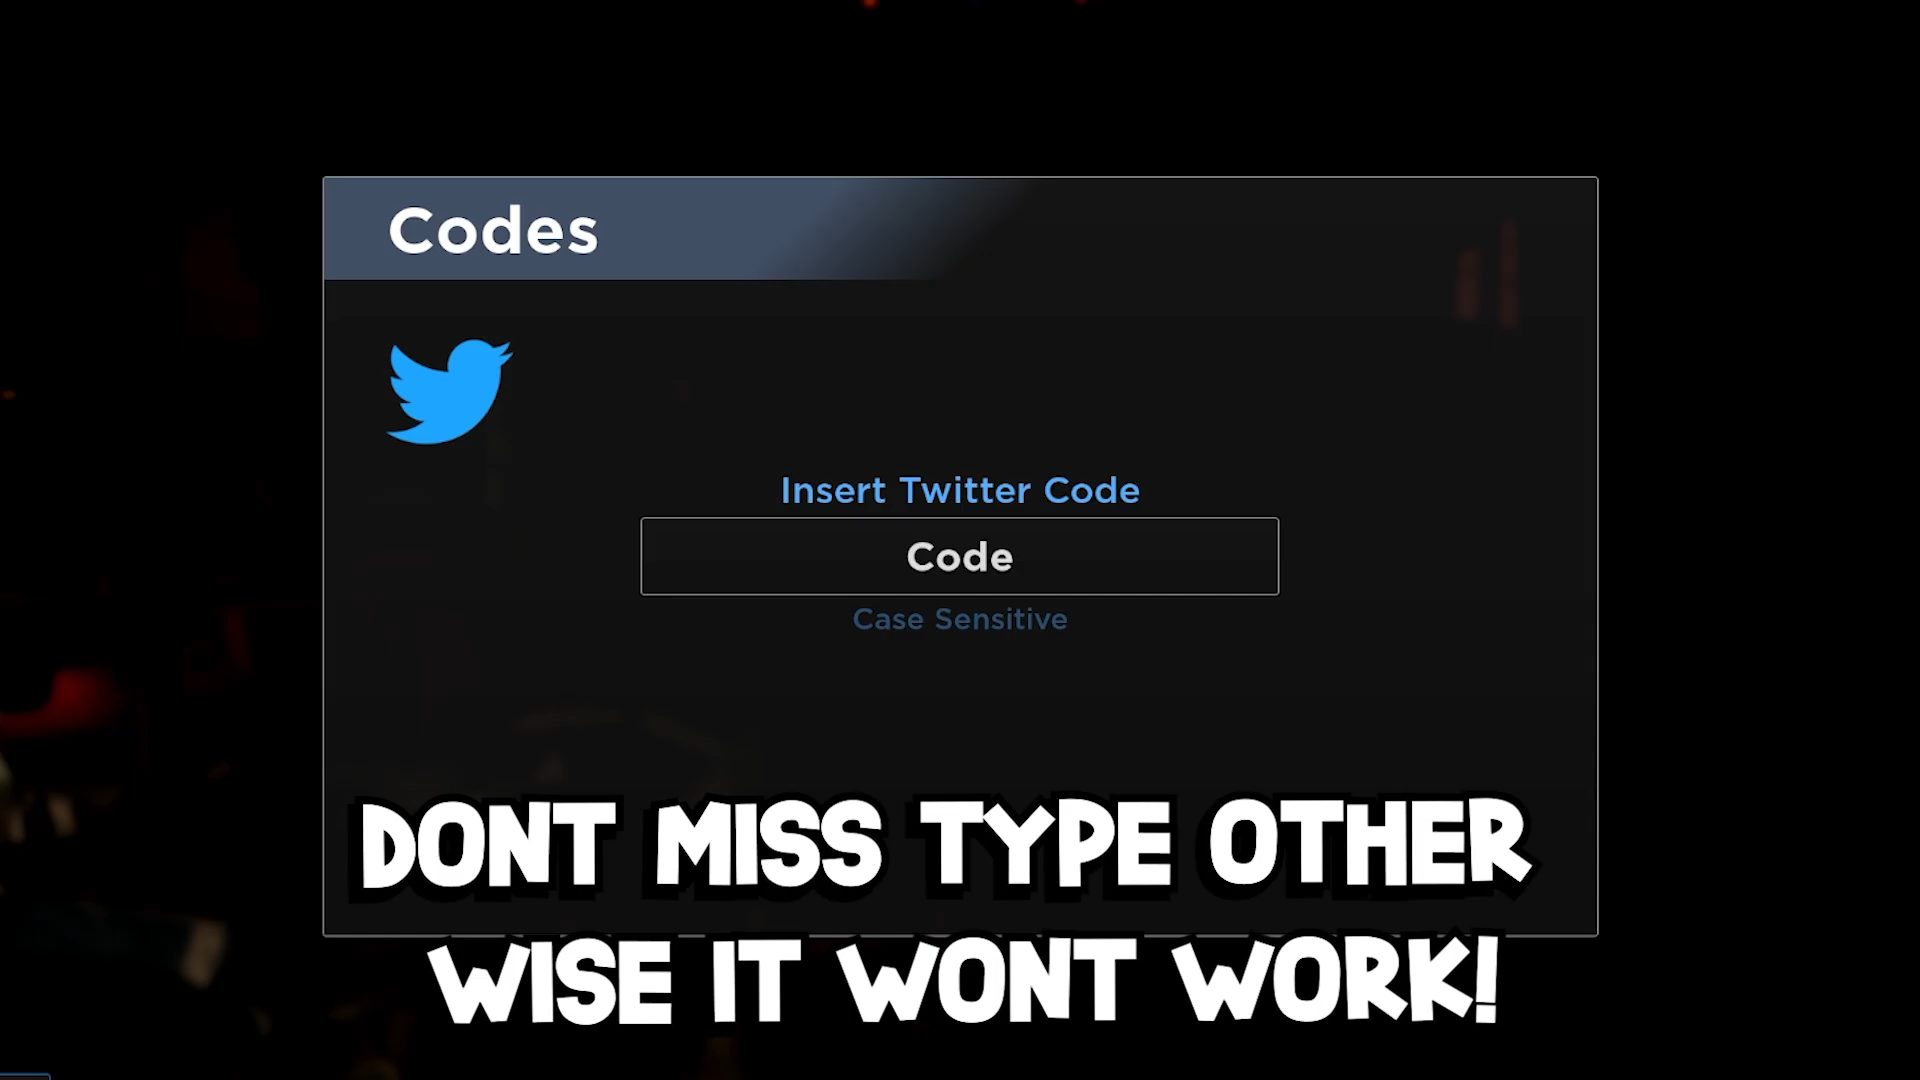 Codes
Insert Twitter Code
Code
Case Sensitive
DONT MISS TYPE OTHER
WISE IT WONT WORK!